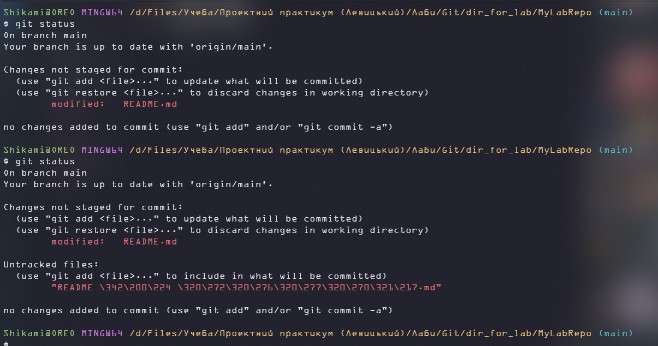 Shikami@OREO MINGW64 /d/Files/Учеба/Проектний практикум (Левицький)/Лабы/Git/dir_for_lab/MyLabRepo (main)
$ git status
On branch main
Your branch is up to date with 'origin/main'.

Changes not staged for commit:
  (use "git add <file>..." to update what will be committed)
  (use "git restore <file>..." to discard changes in working directory)
        modified:   README.md

no changes added to commit (use "git add" and/or "git commit -a")

Shikami@OREO MINGW64 /d/Files/Учеба/Проектний практикум (Левицький)/Лабы/Git/dir_for_lab/MyLabRepo (main)
$ git status
On branch main
Your branch is up to date with 'origin/main'.

Changes not staged for commit:
  (use "git add <file>..." to update what will be committed)
  (use "git restore <file>..." to discard changes in working directory)
        modified:   README.md

Untracked files:
  (use "git add <file>..." to include in what will be committed)
        "README \342\200\224 \320\272\320\276\320\277\320\270\321\217.md"

no changes added to commit (use "git add" and/or "git commit -a")

Shikami@OREO MINGW64 /d/Files/Учеба/Проектний практикум (Левицький)/Лабы/Git/dir_for_lab/MyLabRepo (main)
$